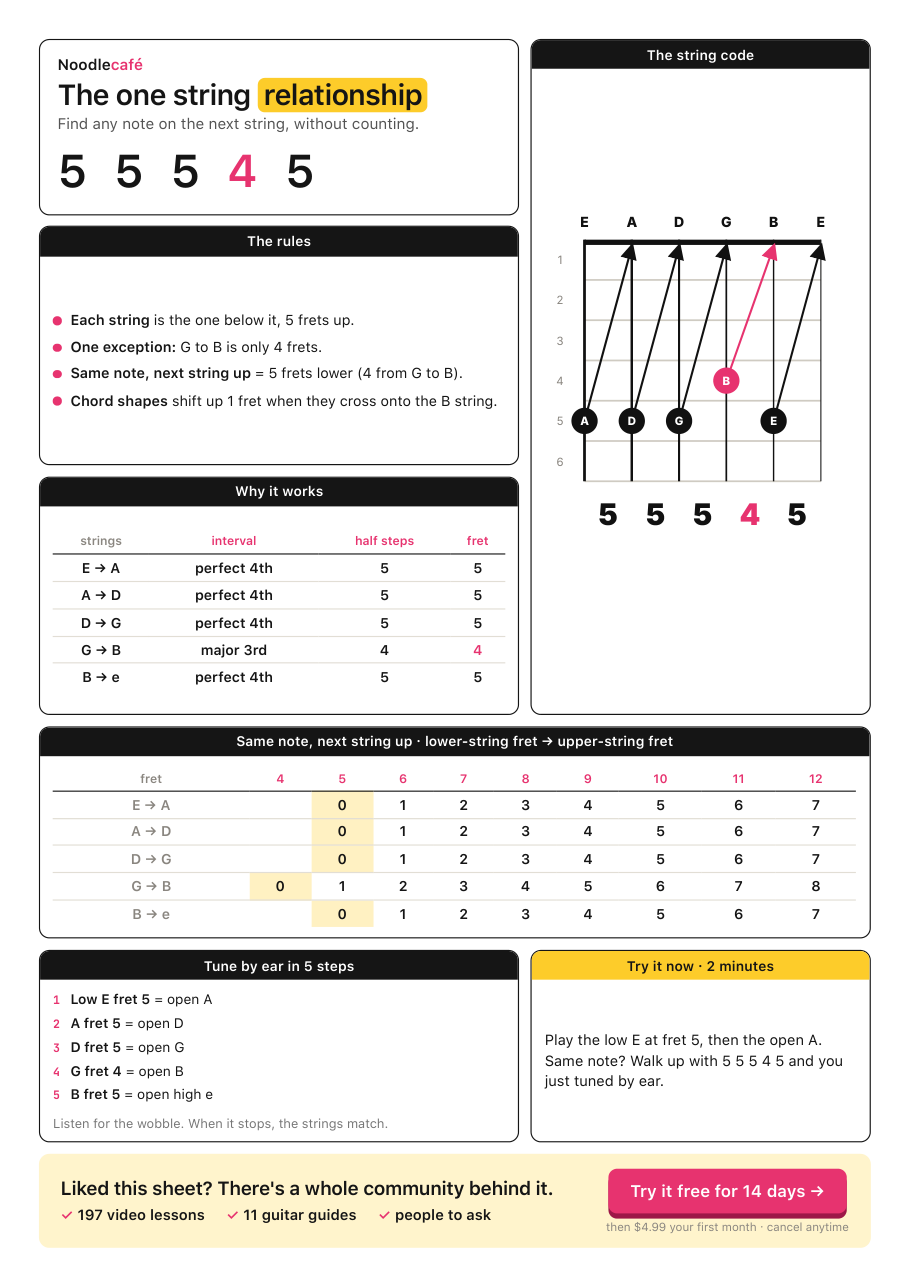 Noodlecafé
The one string relationship
Find any note on the next string, without counting.
5 5 5 4 5
The rules
Each string is the one below it, 5 frets up.
One exception: G to B is only 4 frets.
Same note, next string up = 5 frets lower (4 from G to B).
Chord shapes shift up 1 fret when they cross onto the B string.
Why it works
strings interval half steps fret
E → A perfect 4th 5 5
A → D perfect 4th 5 5
D → G perfect 4th 5 5
G → B major 3rd 4 4
B → e perfect 4th 5 5
The string code
E A D G B E
1
2
3
4 B
5 A D G E
6
5 5 5 4 5
Same note, next string up · lower-string fret → upper-string fret
fret 4 5 6 7 8 9 10 11 12
E → A 0 1 2 3 4 5 6 7
A → D 0 1 2 3 4 5 6 7
D → G 0 1 2 3 4 5 6 7
G → B 0 1 2 3 4 5 6 7 8
B → e 0 1 2 3 4 5 6 7
Tune by ear in 5 steps
1 Low E fret 5 = open A
2 A fret 5 = open D
3 D fret 5 = open G
4 G fret 4 = open B
5 B fret 5 = open high e
Listen for the wobble. When it stops, the strings match.
Try it now · 2 minutes
Play the low E at fret 5, then the open A.
Same note? Walk up with 5 5 5 4 5 and you
just tuned by ear.
Liked this sheet? There's a whole community behind it.
✓ 197 video lessons ✓ 11 guitar guides ✓ people to ask
Try it free for 14 days →
then $4.99 your first month · cancel anytime